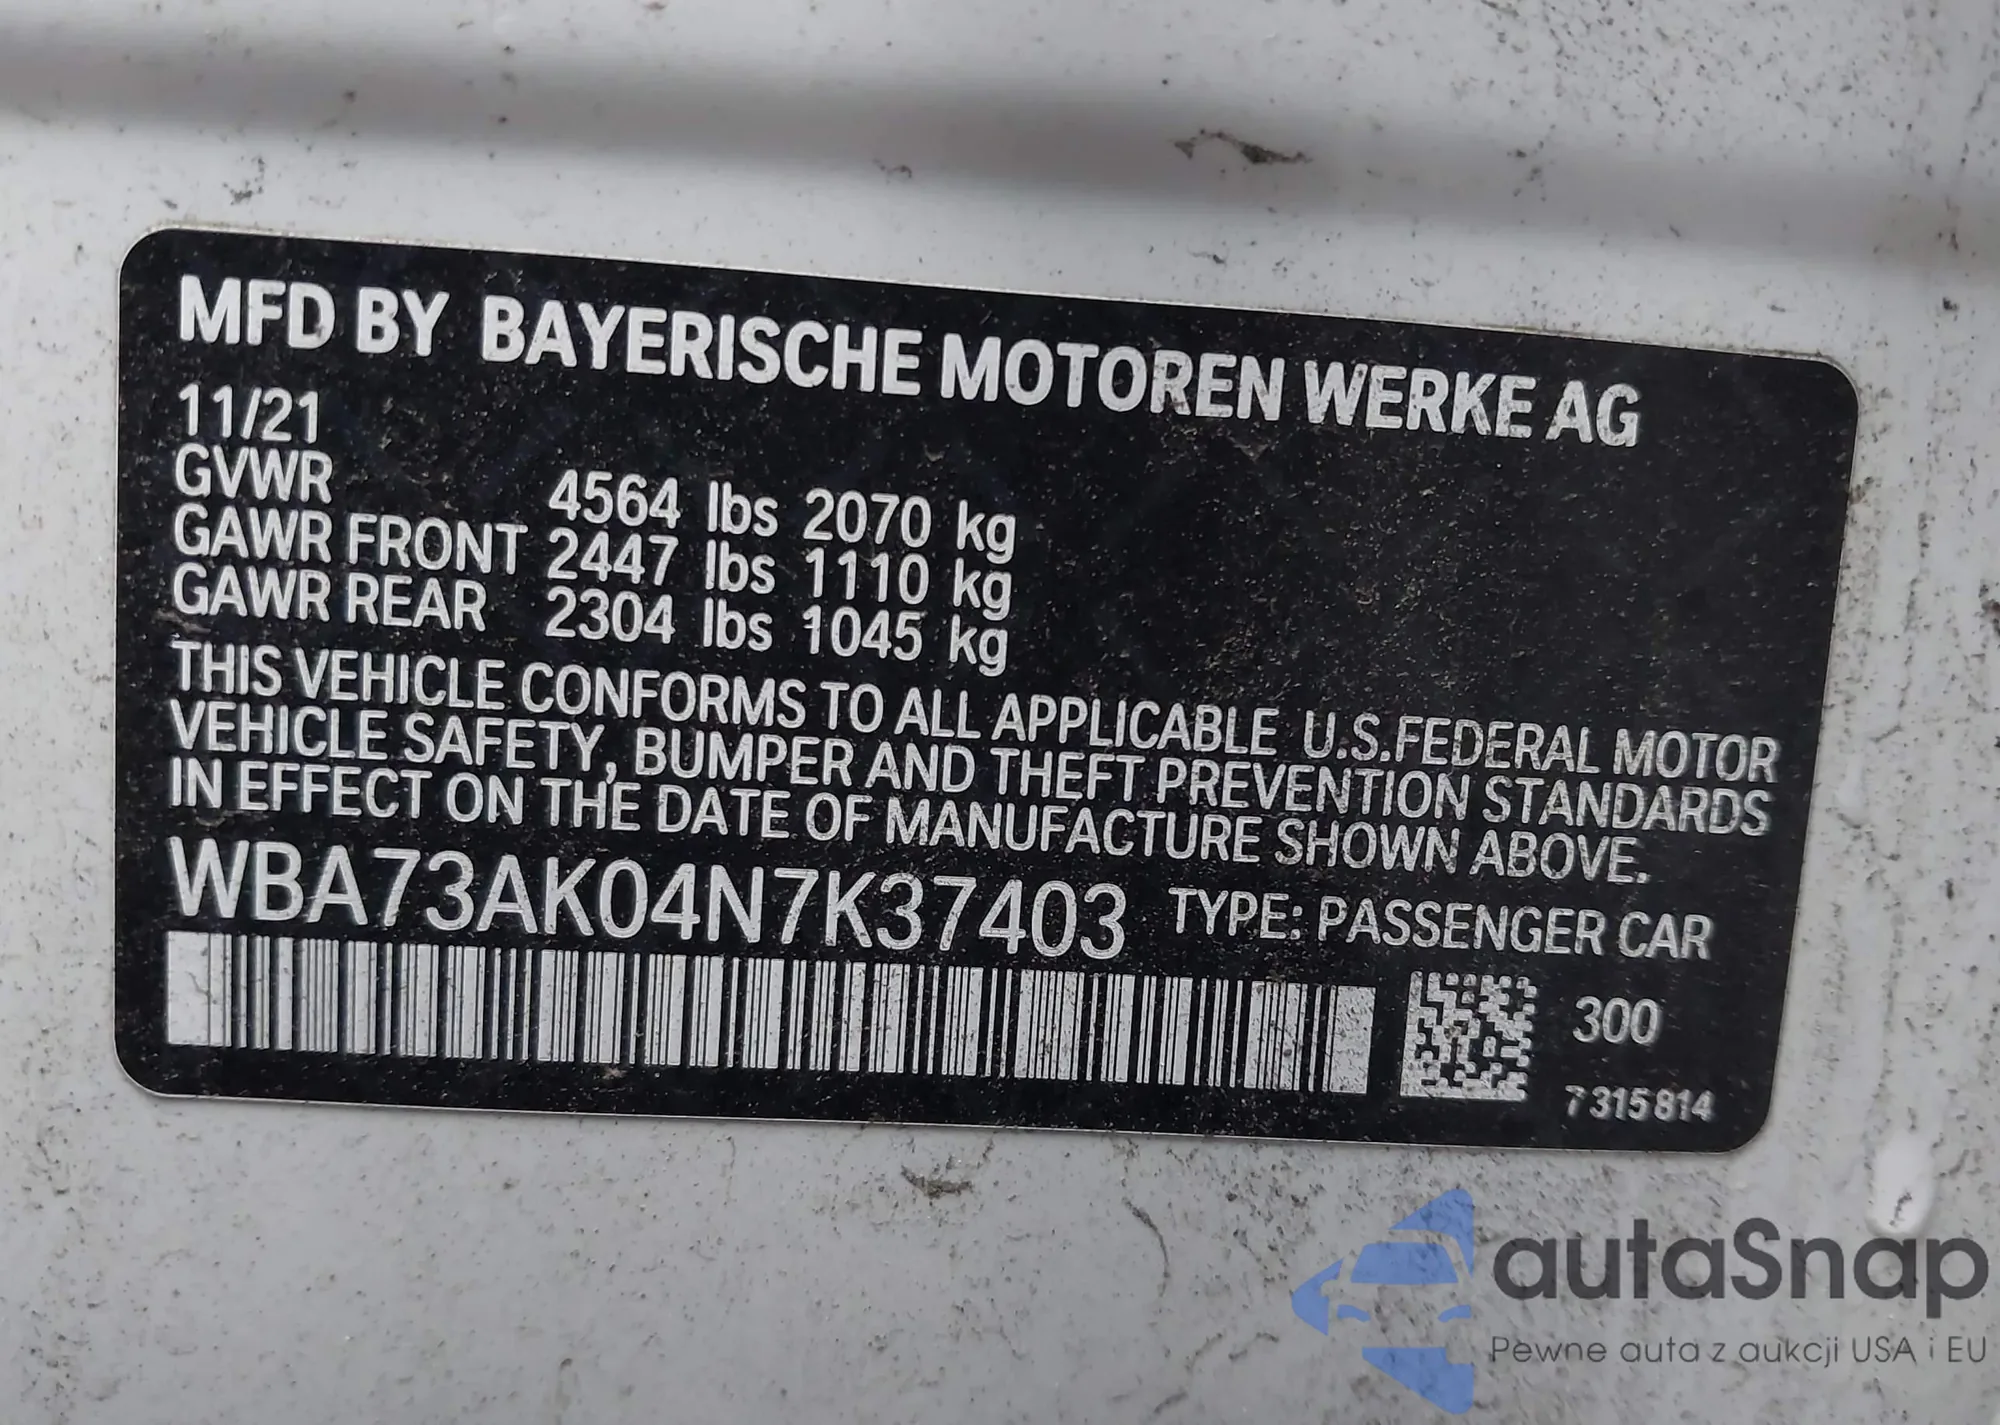 MFD BY BAYERISCHE MOTOREN WERKE AG
11/21
GVWR 4564 lbs 2070 kg
GAWR FRONT 2447 lbs 1110 kg
GAWR REAR 2304 lbs 1045 kg
THIS VEHICLE CONFORMS TO ALL APPLICABLE U.S.FEDERAL MOTOR
VEHICLE SAFETY, BUMPER AND THEFT PREVENTION STANDARDS
IN EFFECT ON THE DATE OF MANUFACTURE SHOWN ABOVE.
WBA73AK04N7K37403 TYPE: PASSENGER CAR
300
7315814
autaSnap
Pewne auta z aukcji USA i EU